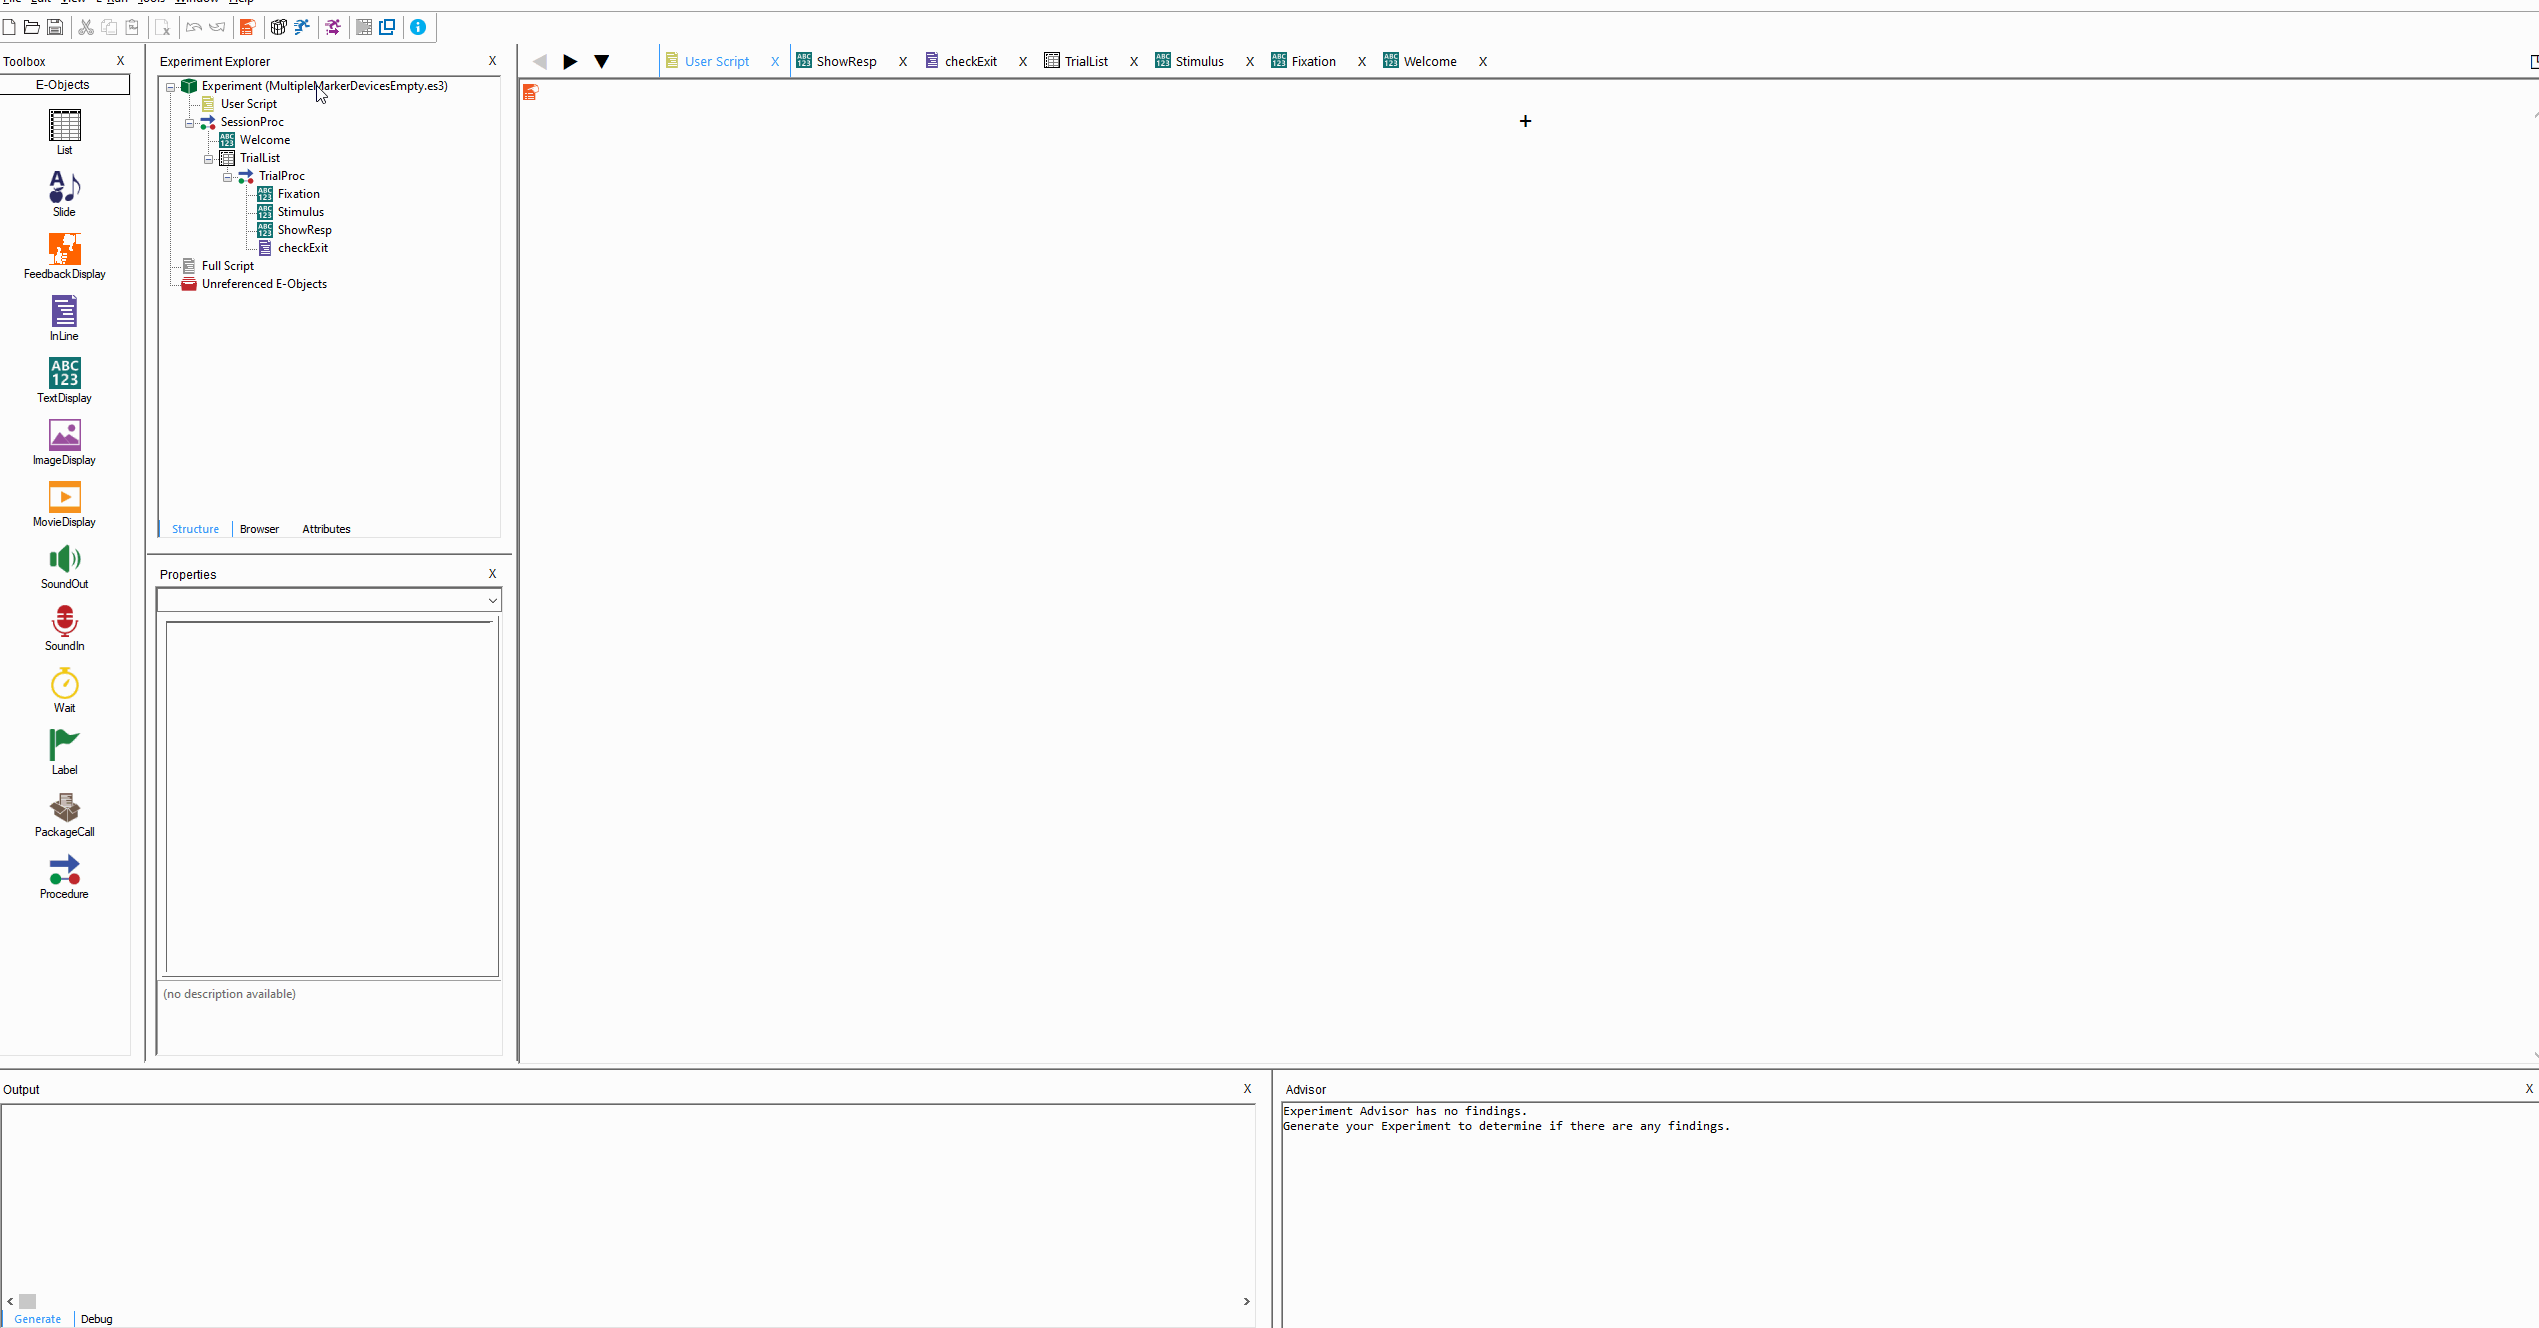 File Edit View E-Run Tools Window Help
Toolbox X
E-Objects
List
Slide
FeedbackDisplay
InLine
ABC
123
TextDisplay
ImageDisplay
MovieDisplay
SoundOut
SoundIn
Wait
Label
PackageCall
Procedure
Experiment Explorer X
Experiment (MultipleMarkerDevicesEmpty.es3)
User Script
SessionProc
Welcome
TrialList
TrialProc
Fixation
Stimulus
ShowResp
checkExit
Full Script
Unreferenced E-Objects
Structure Browser Attributes
Properties X
(no description available)
User Script X ShowResp X checkExit X TrialList X Stimulus X Fixation X Welcome X
Output X
Generate Debug
Advisor X
Experiment Advisor has no findings.
Generate your Experiment to determine if there are any findings.